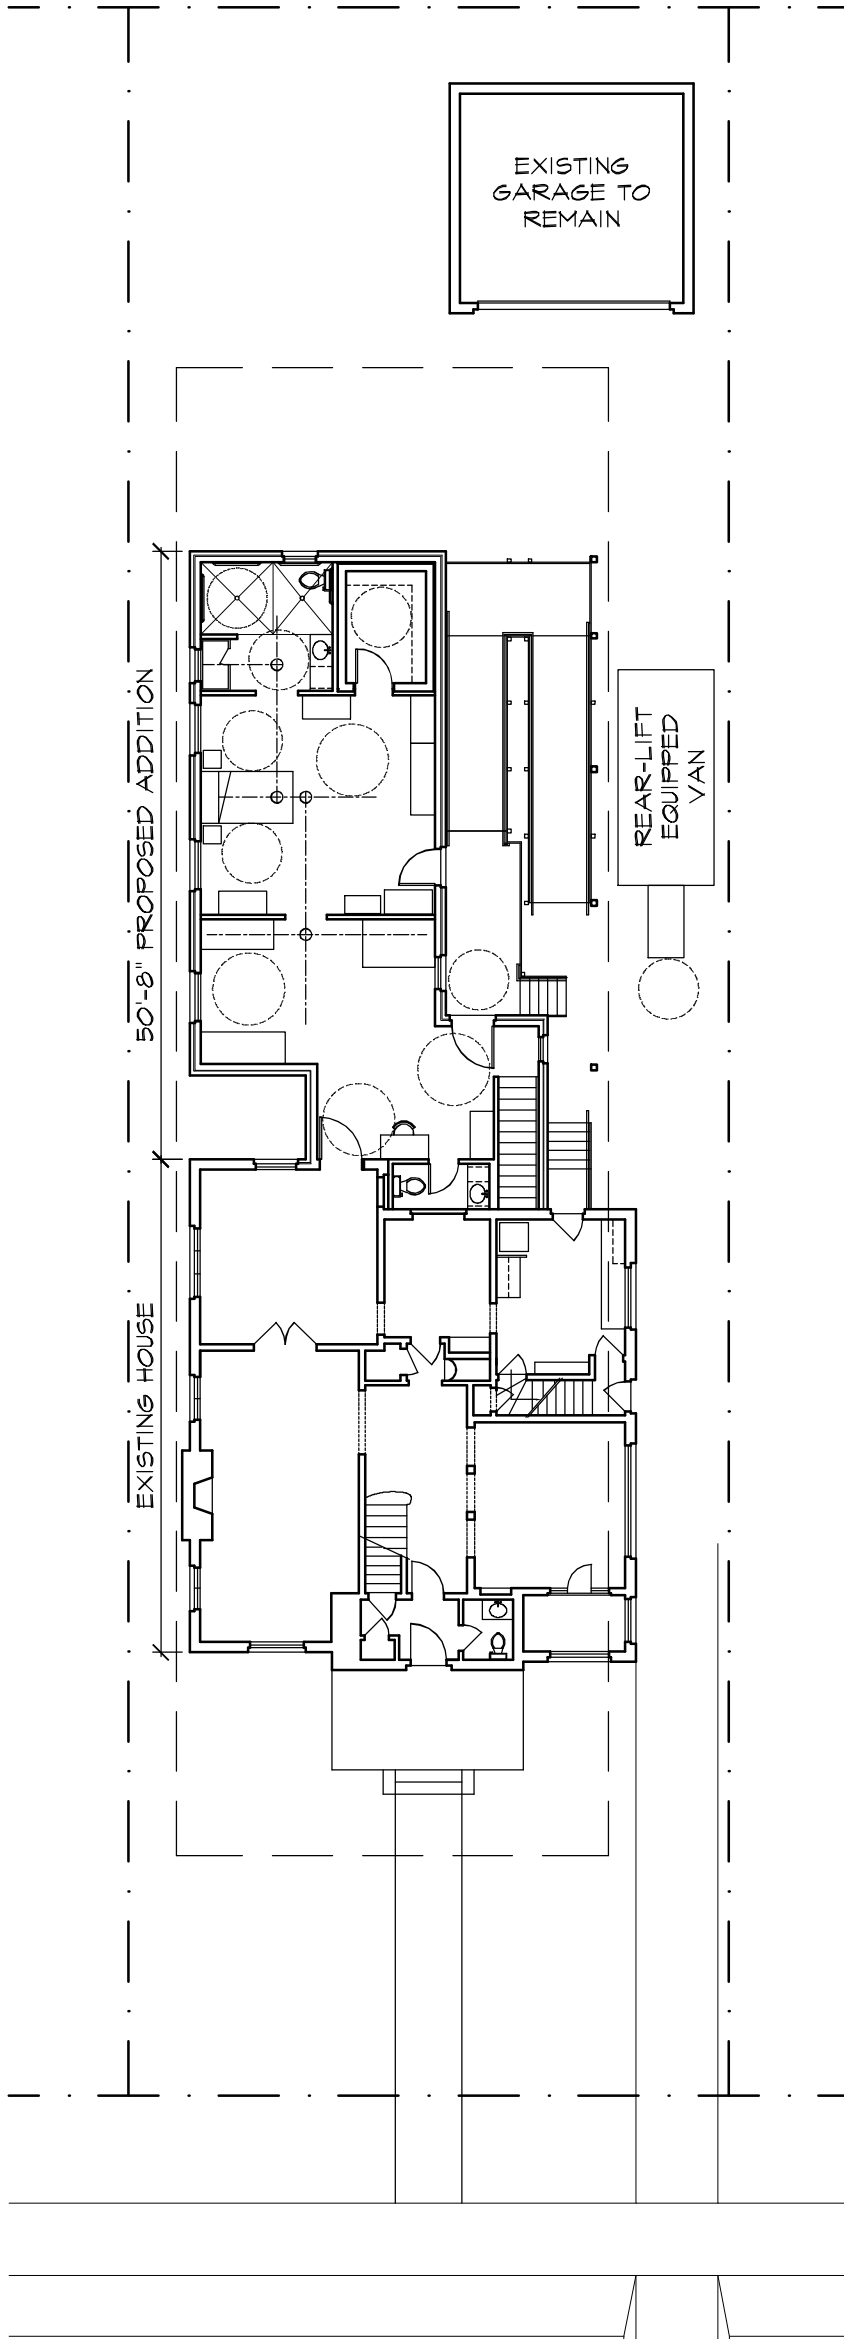 EXISTING
GARAGE TO
REMAIN
50'-8" PROPOSED ADDITION
REAR-LIFT
EQUIPPED
VAN
EXISTING HOUSE